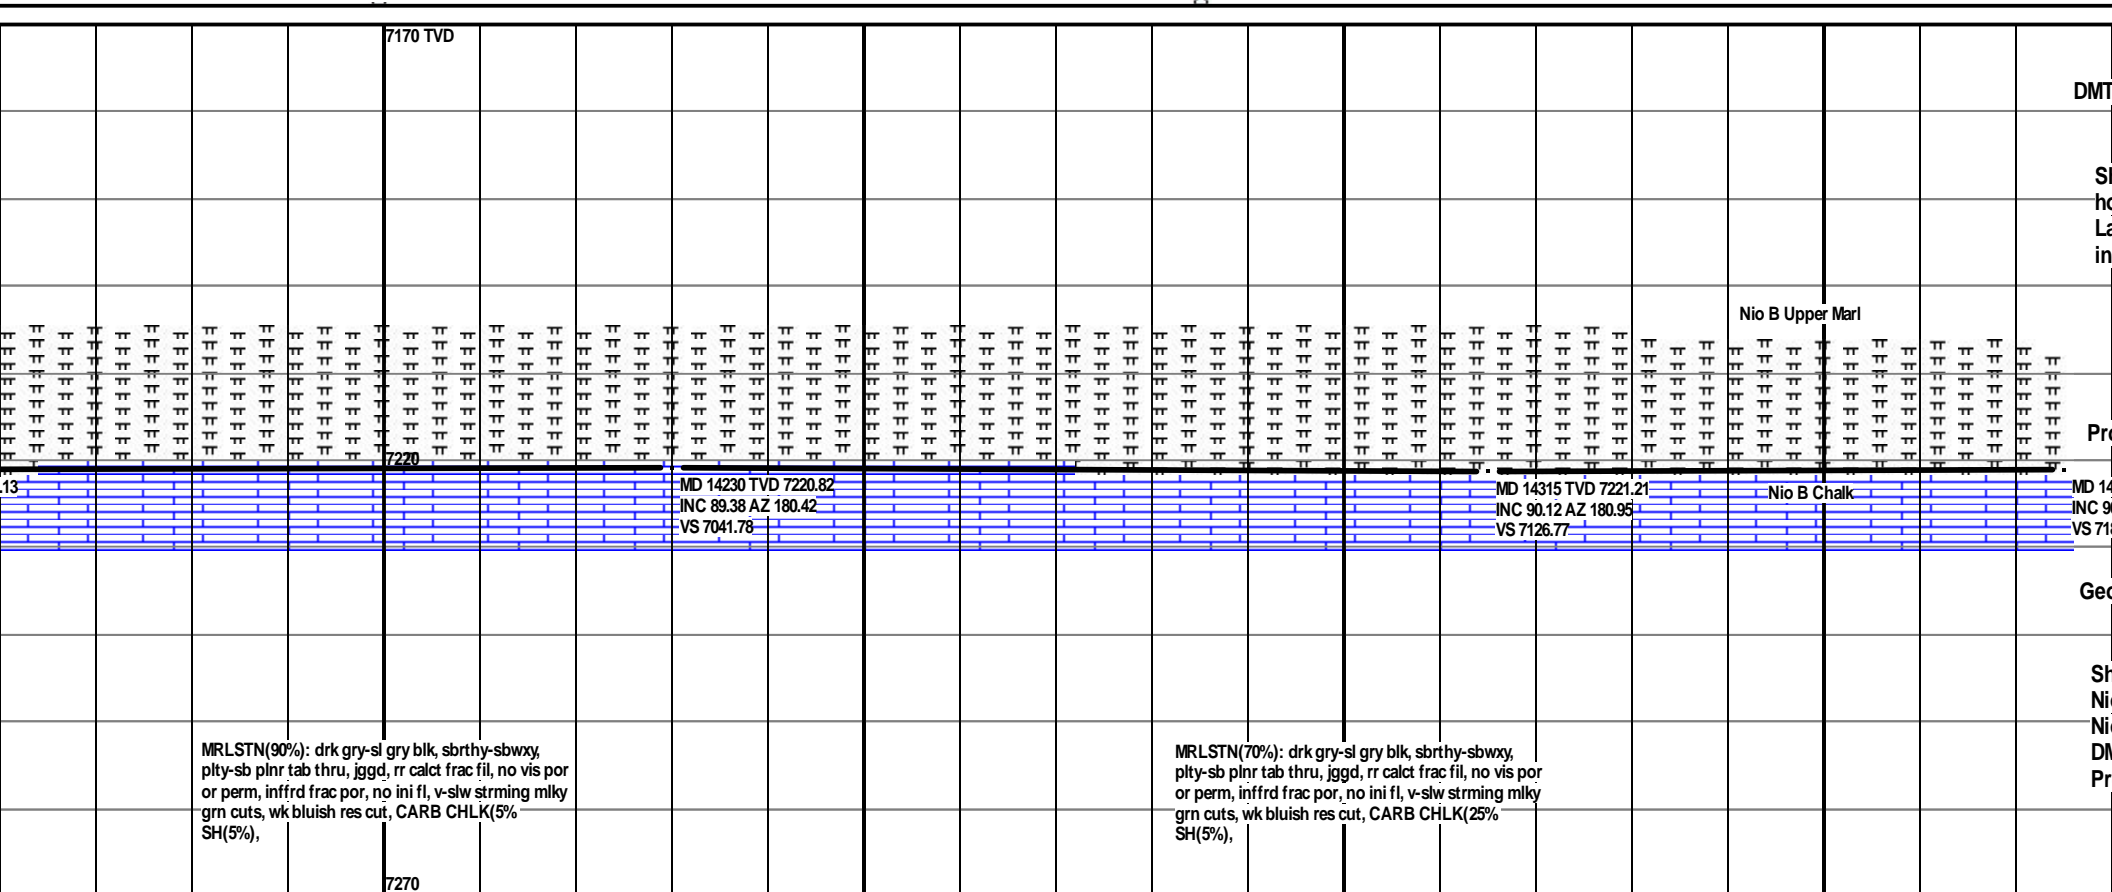 7170 TVD
DMT
Nio B Upper Marl
7220
.13
MD 14230 TVD 7220.82
INC 89.38 AZ 180.42
VS 7041.78
MD 14315 TVD 7221.21
INC 90.12 AZ 180.95
VS 7126.77
Nio B Chalk
MD 14
VS 718
MRLSTN(90%): drk gry-sl gry blk, sbrthy-sbwxy,
plty-sb plnr tab thru, jggd, rr calct frac fil, no vis por
or perm, inffrd frac por, no ini fl, v-slw strming mlky
grn cuts, wk bluish res cut, CARB CHLK(5%
SH(5%),
MRLSTN(70%): drk gry-sl gry blk, sbrthy-sbwxy,
plty-sb plnr tab thru, jggd, rr calct frac fil, no vis por
or perm, inffrd frac por, no ini fl, v-slw strming mlky
grn cuts, wk bluish res cut, CARB CHLK(25%
SH(5%),
7270